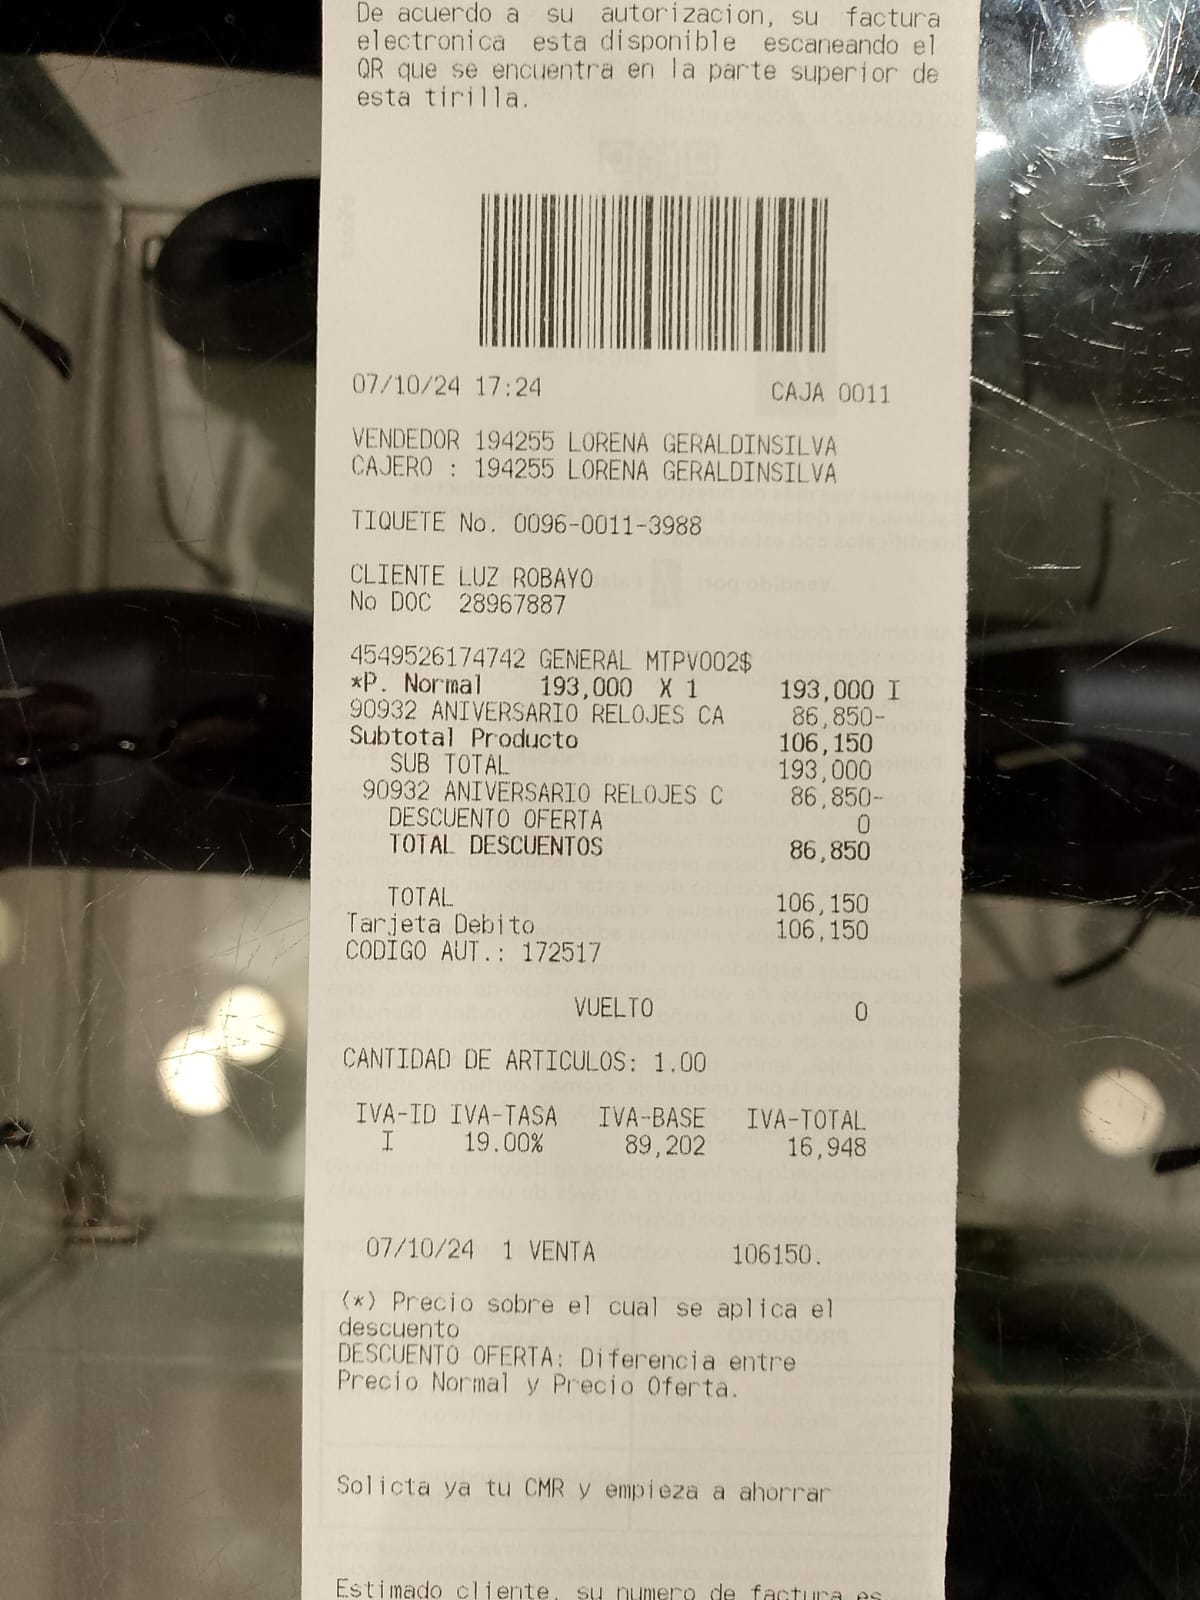 De acuerdo a su autorizacion, su factura
electronica esta disponible escaneando el
QR que se encuentra en la parte superior de
esta tirilla.
07/10/24 17:24 CAJA 0011
VENDEDOR 194255 LORENA GERALDINSILVA
CAJERO : 194255 LORENA GERALDINSILVA
TIQUETE No. 0096-0011-3988
CLIENTE LUZ ROBAYO
No DOC 28967887
4549526174742 GENERAL MTPV002$
*P. Normal 193,000 X 1 193,000 I
90932 ANIVERSARIO RELOJES CA 86,850-
Subtotal Producto 106,150
SUB TOTAL 193,000
90932 ANIVERSARIO RELOJES C 86,850-
DESCUENTO OFERTA 0
TOTAL DESCUENTOS 86,850
TOTAL 106,150
Tarjeta Debito 106,150
CODIGO AUT.: 172517
VUELTO 0
CANTIDAD DE ARTICULOS: 1.00
IVA-ID IVA-TASA IVA-BASE IVA-TOTAL
I 19.00% 89,202 16,948
07/10/24 1 VENTA 106150.
(*) Precio sobre el cual se aplica el
descuento
DESCUENTO OFERTA: Diferencia entre
Precio Normal y Precio Oferta.
Solicta ya tu CMR y empieza a ahorrar
Estimado cliente, su numero de factura es